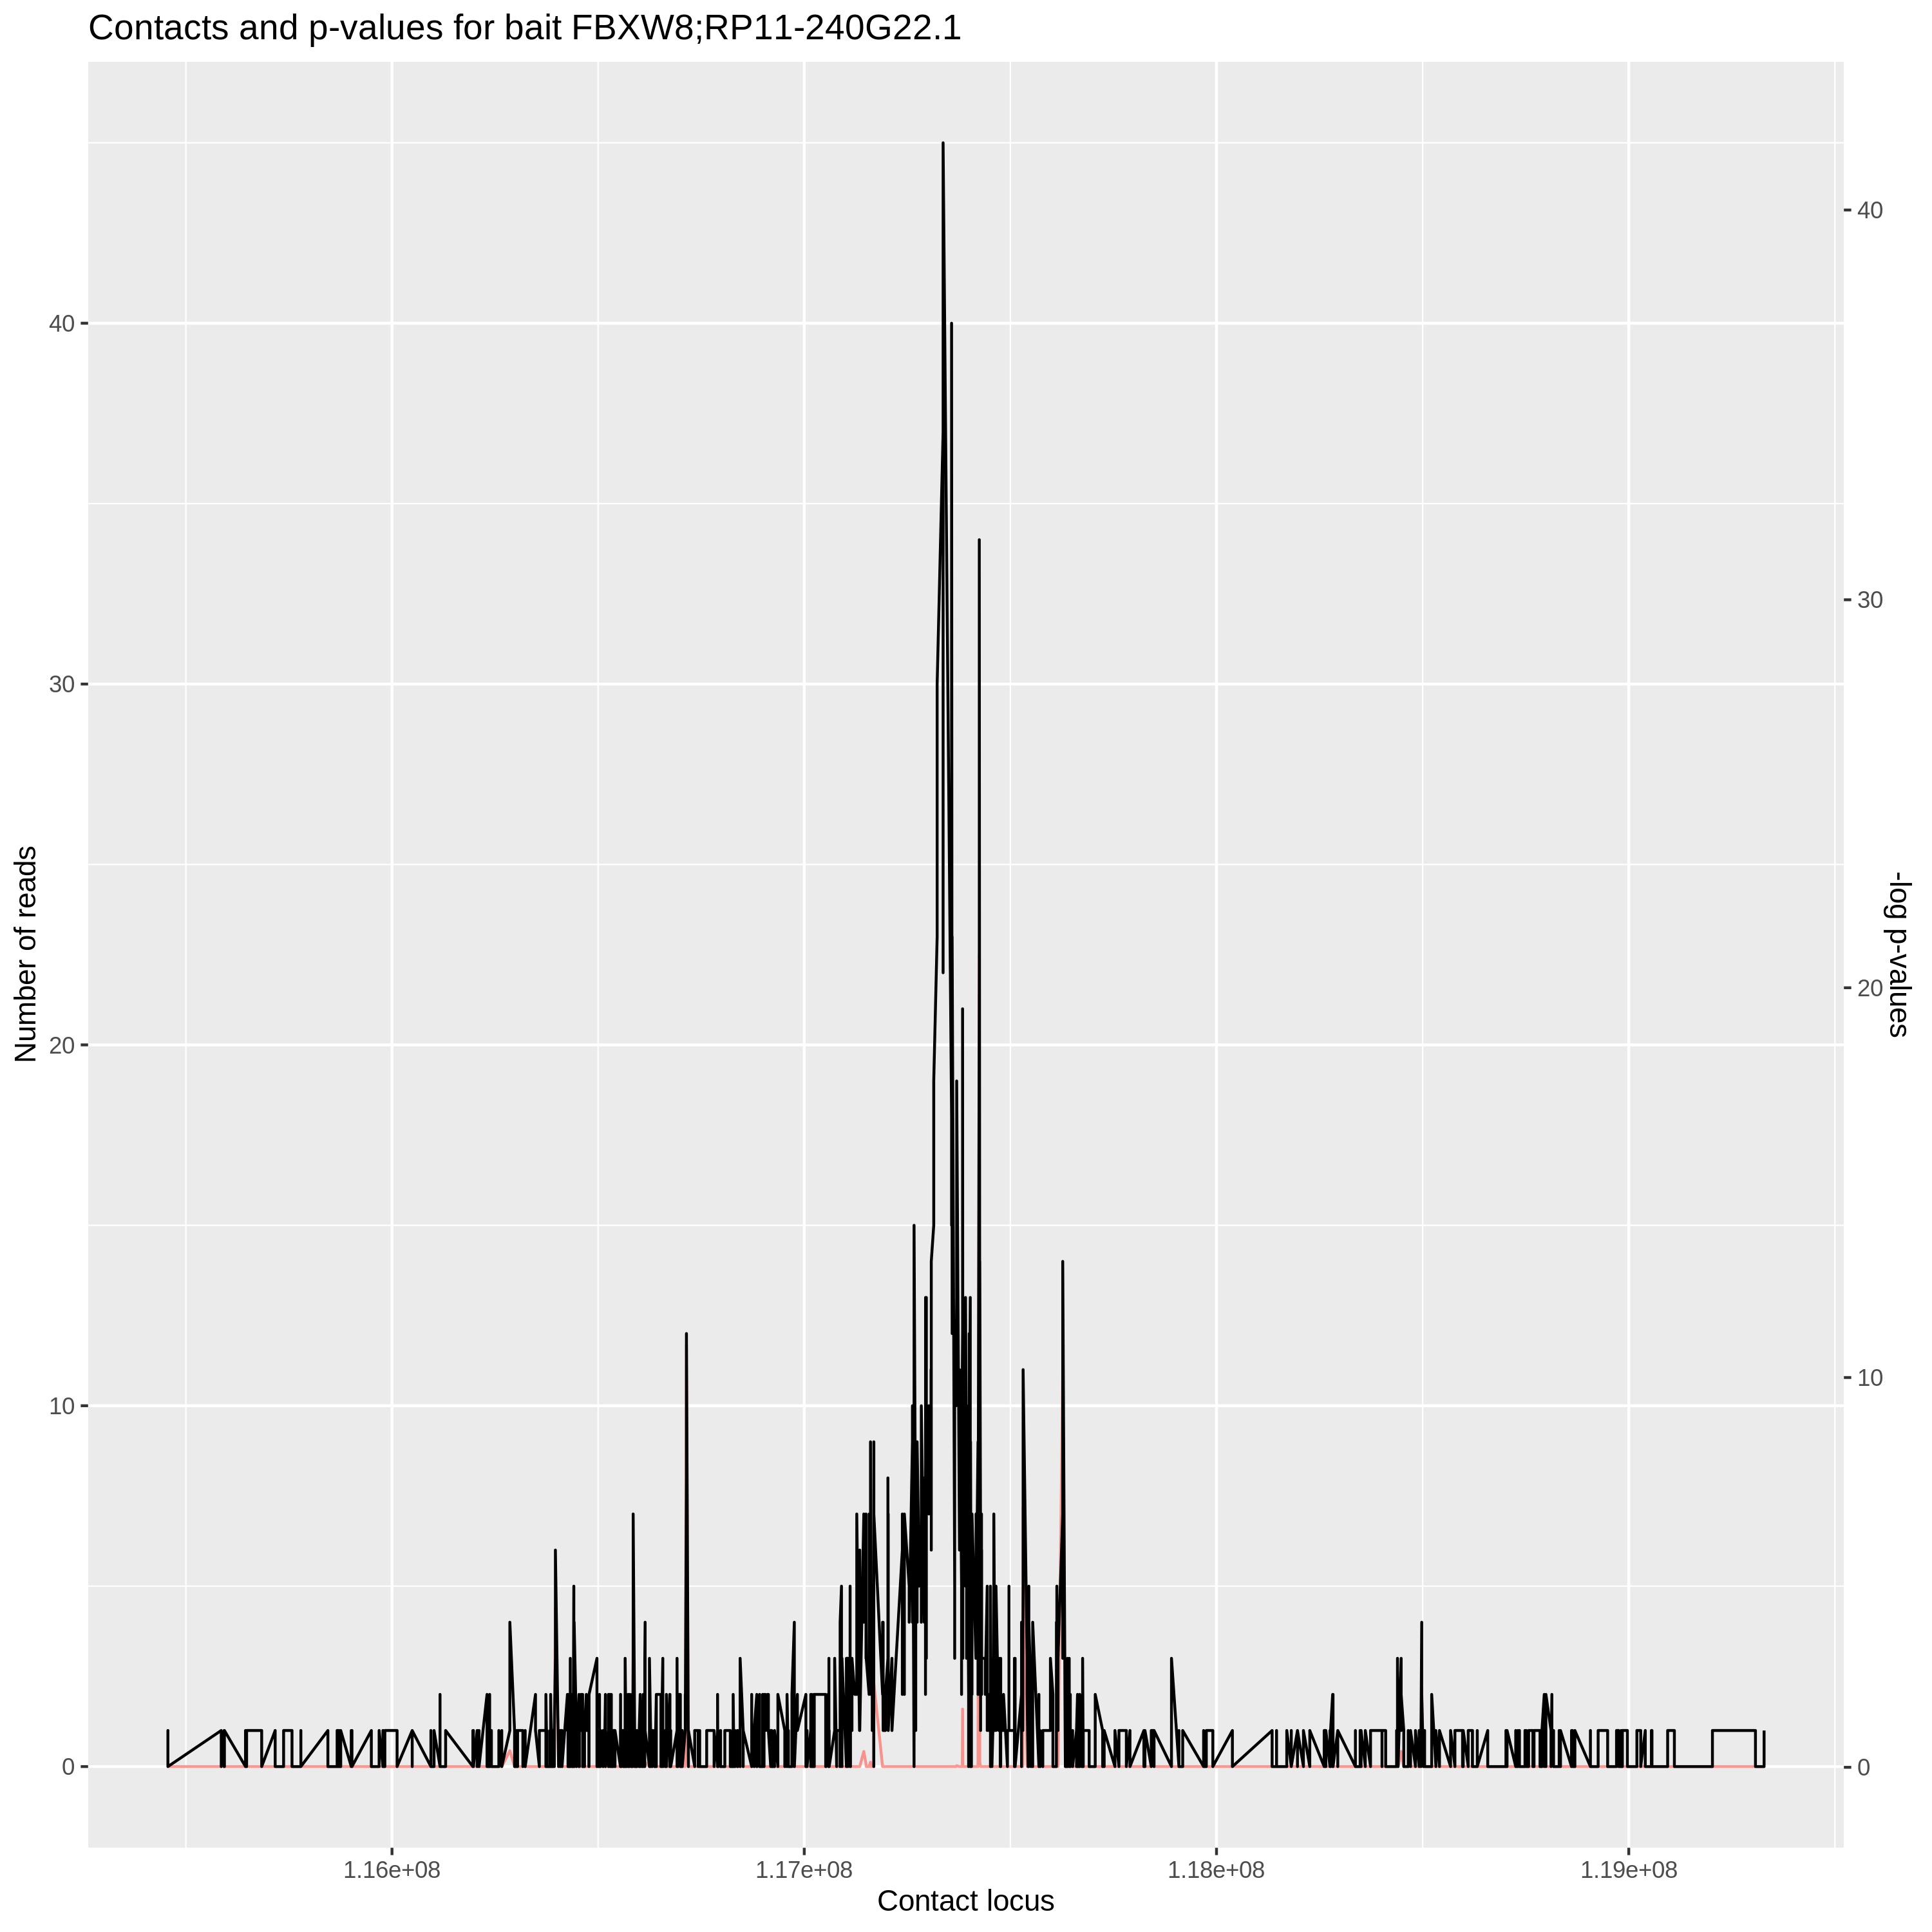 Contacts and p-values for bait FBXW8;RP11-240G22.1
Number of reads
40
30
20
10
0
40
30
20
10
0
-log p-values
1.16e+08 1.17e+08 1.18e+08 1.19e+08
Contact locus